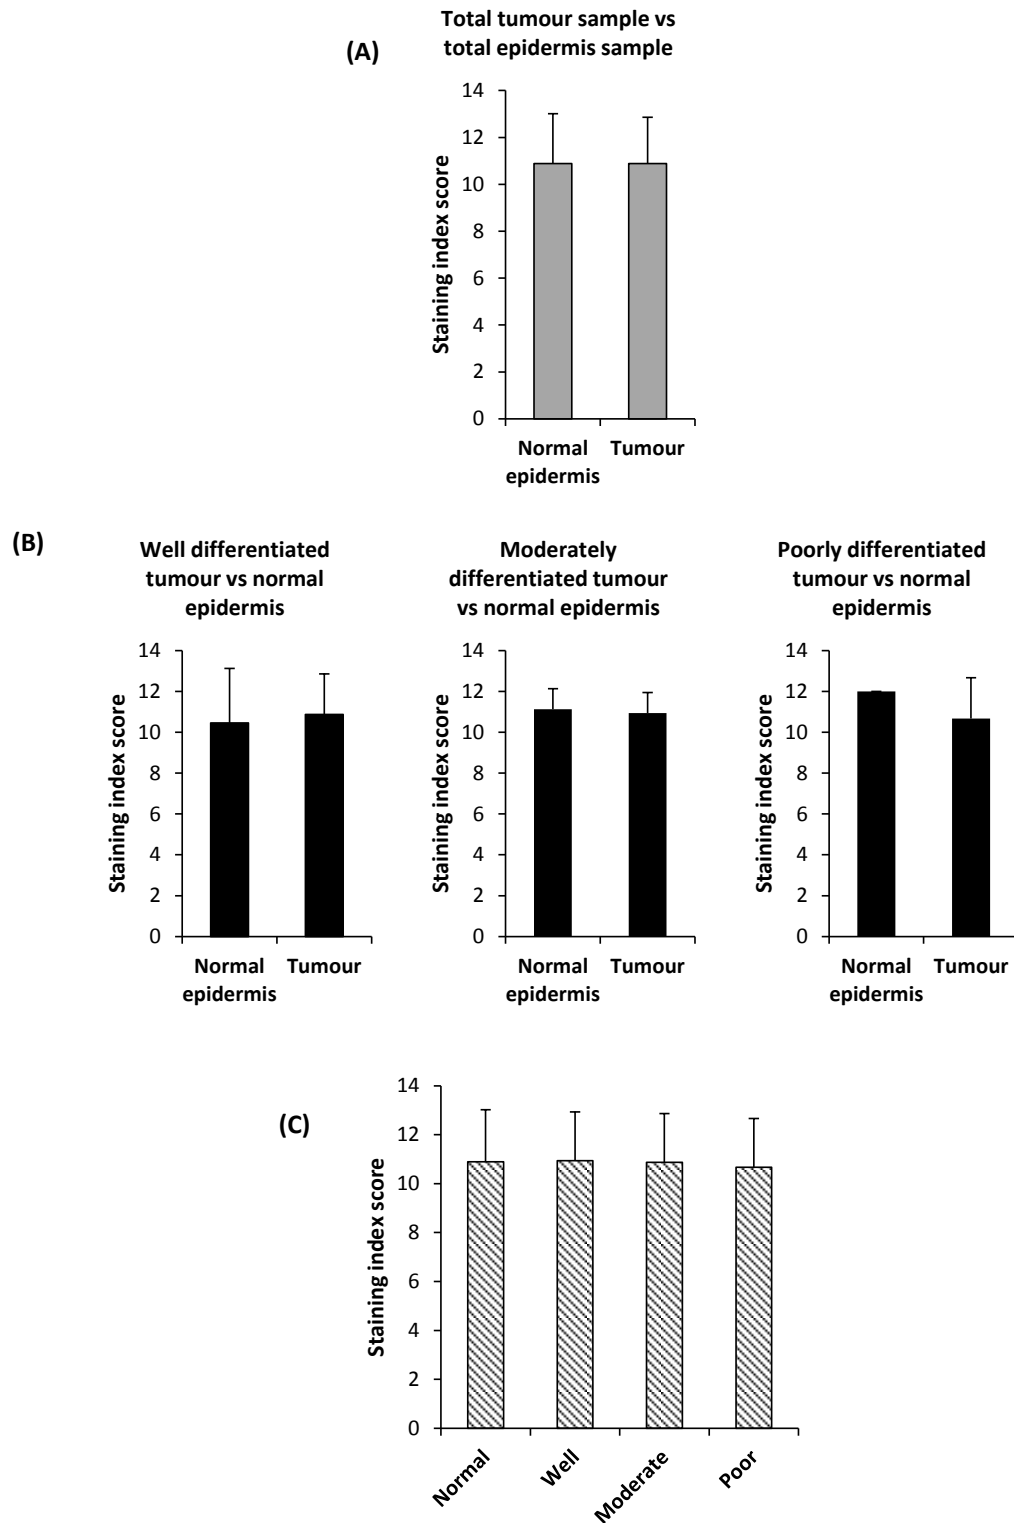 Total tumour sample vs
total epidermis sample
(A)
14
12
10
8
6
4
2
0
Staining index score
Normal
epidermis
Tumour
(B)
Well differentiated
tumour vs normal
epidermis
14
12
10
8
6
4
2
0
Staining index score
Normal
epidermis
Tumour
Moderately
differentiated tumour
vs normal epidermis
14
12
10
8
6
4
2
0
Staining index score
Normal
epidermis
Tumour
Poorly differentiated
tumour vs normal
epidermis
14
12
10
8
6
4
2
0
Staining index score
Normal
epidermis
Tumour
(C)
14
12
10
8
6
4
2
0
Staining index score
Normal
Well
Moderate
Poor